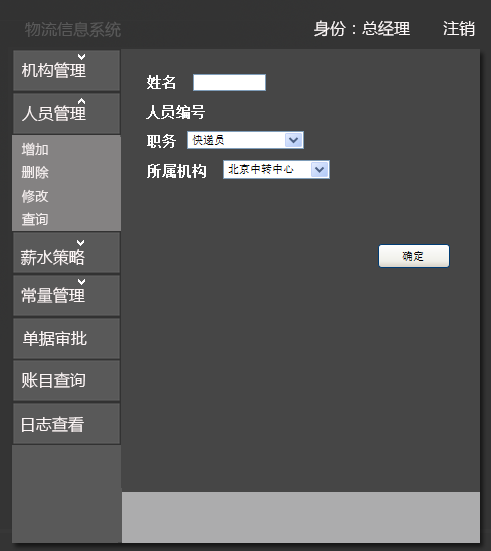 物流信息系统
身份：总经理 注销
机构管理
人员管理
增加
删除
修改
查询
薪水策略
常量管理
单据审批
账目查询
日志查看
姓名
人员编号
职务 快递员
所属机构 北京中转中心
确定